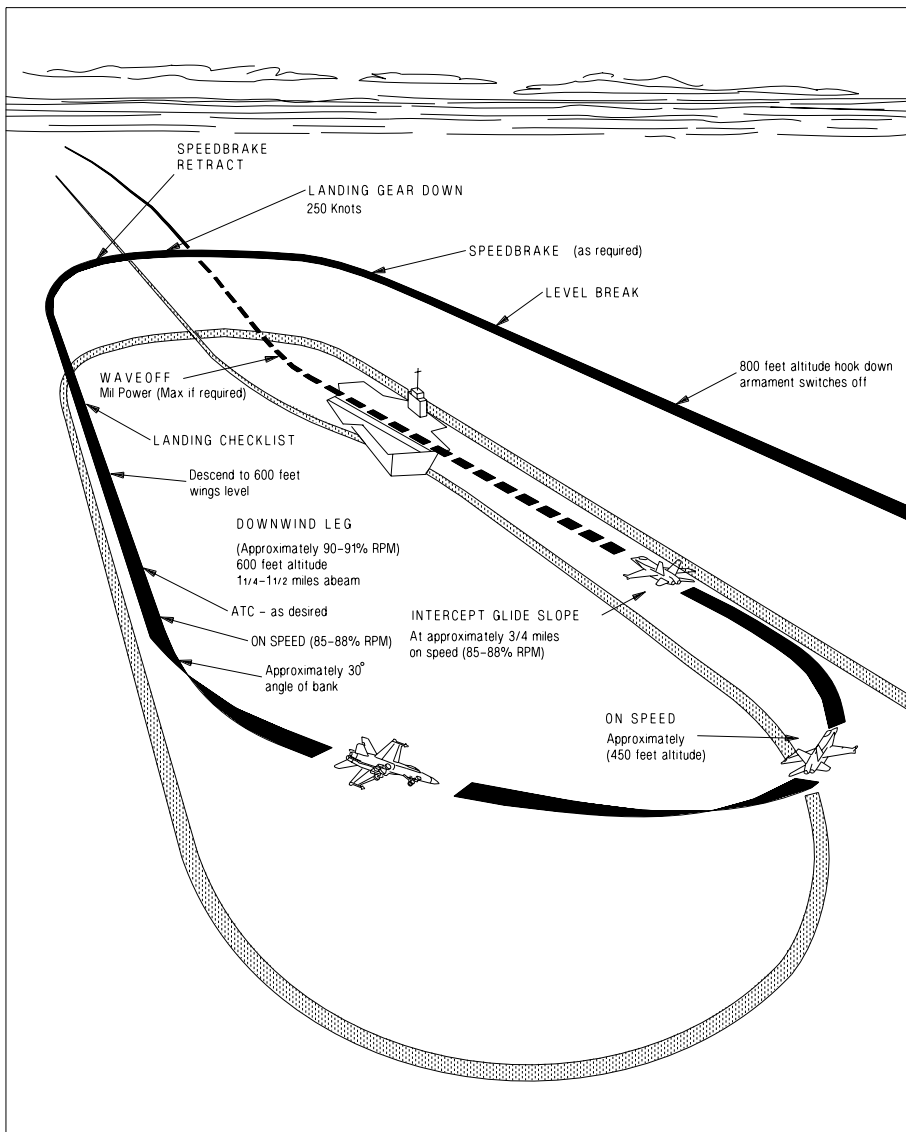 SPEEDBRAKE
RETRACT
LANDING GEAR DOWN
250 Knots
SPEEDBRAKE (as required)
LEVEL BREAK
800 feet altitude hook down
armament switches off
WAVEOFF
Mil Power (Max if required)
LANDING CHECKLIST
Descend to 600 feet
wings level
DOWNWIND LEG
(Approximately 90-91% RPM)
600 feet altitude
1 1/4-1 1/2 miles abeam
ATC - as desired
INTERCEPT GLIDE SLOPE
At approximately 3/4 miles
on speed (85-88% RPM)
ON SPEED (85-88% RPM)
Approximately 30°
angle of bank
ON SPEED
Approximately
(450 feet altitude)